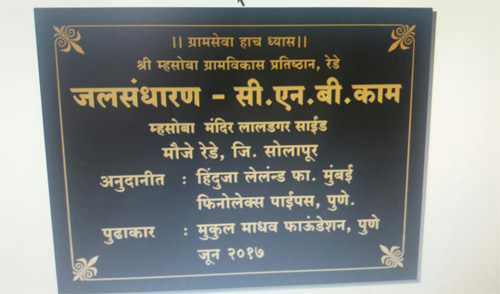 || ग्रामसेवा हाच ध्यास ||
श्री म्हसोबा ग्रामविकास प्रतिष्ठान, रेडे
जलसंधारण - सी.एन.बी.काम
म्हसोबा मंदिर लालडगर साईड
मौजे रेडे, जि. सोलापूर
अनुदानीत : हिंदुजा लेलंन्ड फा. मुंबई
फिनोलेक्स पाईपस, पुणे.
पुढाकार : मुकुल माधव फाऊंडेशन, पुणे
जून २०१७